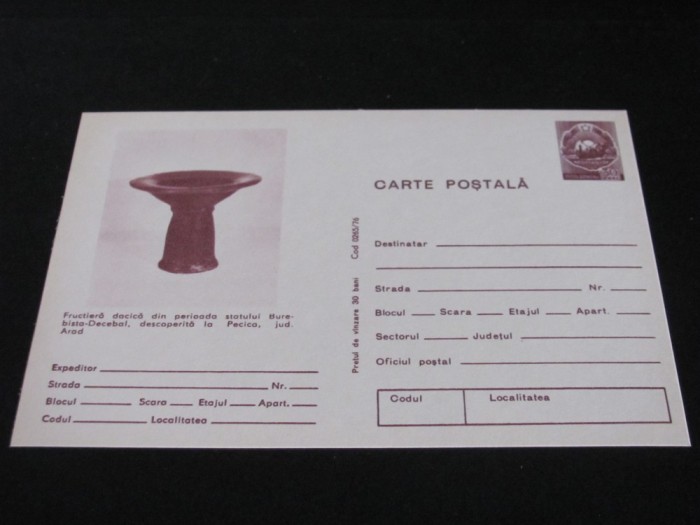 Fructieră dacică din perioada statului Bure-
bista-Decebal, descoperită la Pecica, jud.
Arad
Expeditor
Strada Nr.
Blocul Scara Etajul Apart.
Codul Localitatea
Prețul de vînzare 30 bani Cod 0265/76
CARTE POȘTALĂ
Destinatar
Strada Nr.
Blocul Scara Etajul Apart.
Sectorul Județul
Oficiul poștal
Codul Localitatea